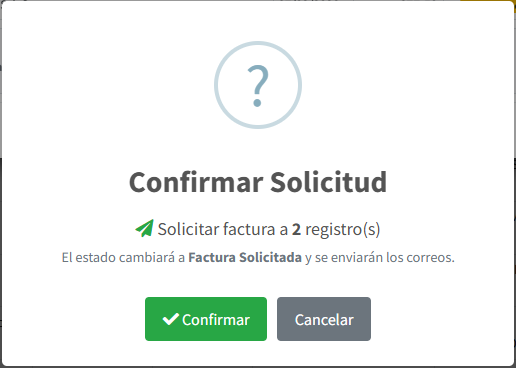 ?
Confirmar Solicitud
Solicitar factura a 2 registro(s)
El estado cambiará a Factura Solicitada y se enviarán los correos.
Confirmar
Cancelar